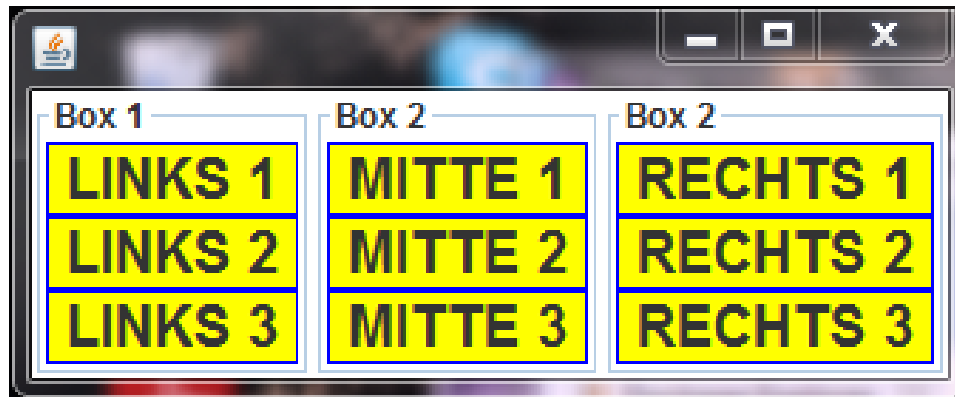 Box 1
LINKS 1
LINKS 2
LINKS 3
Box 2
MITTE 1
MITTE 2
MITTE 3
Box 2
RECHTS 1
RECHTS 2
RECHTS 3